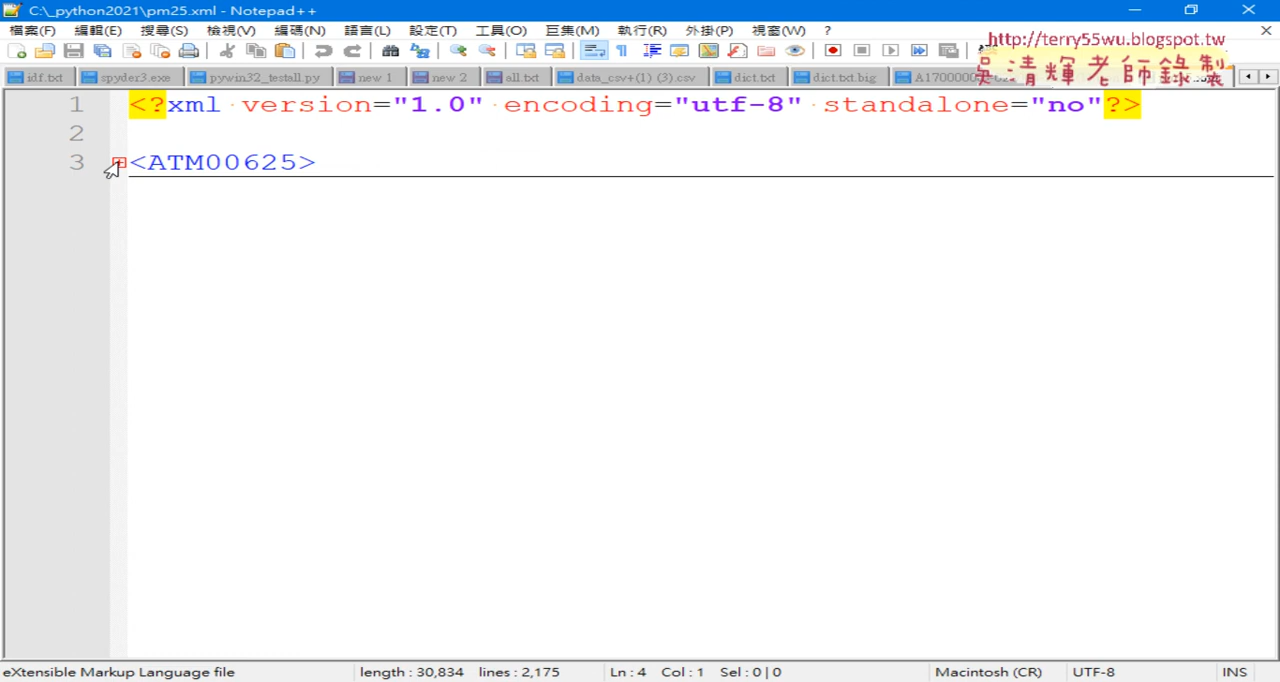 C:\_python2021\pm25.xml - Notepad++
檔案(F) 編輯(E) 搜尋(S) 檢視(V) 編碼(N) 語言(L) 設定(T) 工具(O) 巨集(M) 執行(R) 外掛(P) 視窗(W) ?
http://terry55wu.blogspot.tw
吳清輝老師錄製
idf.txt spyder3.exe pywin32_testall.py new 1 new 2 all.txt data_csv+(1) (3).csv dict.txt dict.txt.big
1 <?xml version="1.0" encoding="utf-8" standalone="no"?>
2
3 <ATM00625>
eXtensible Markup Language file length : 30,834 lines : 2,175 Ln : 4 Col : 1 Sel : 0 | 0 Macintosh (CR) UTF-8 INS